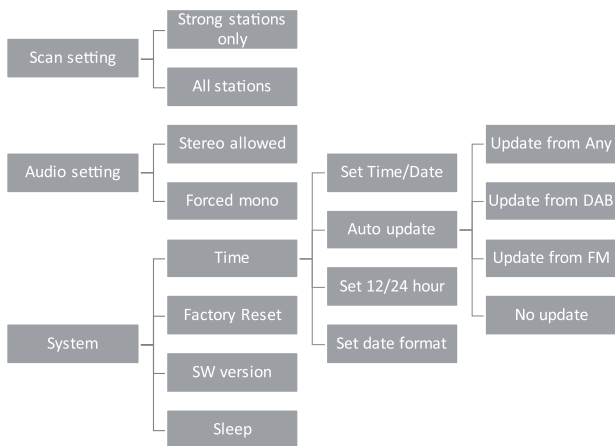 Scan setting
Strong stations
only
All stations
Audio setting
Stereo allowed
Forced mono
System
Time
Factory Reset
SW version
Sleep
Set Time/Date
Auto update
Set 12/24 hour
Set date format
Update from Any
Update from DAB
Update from FM
No update